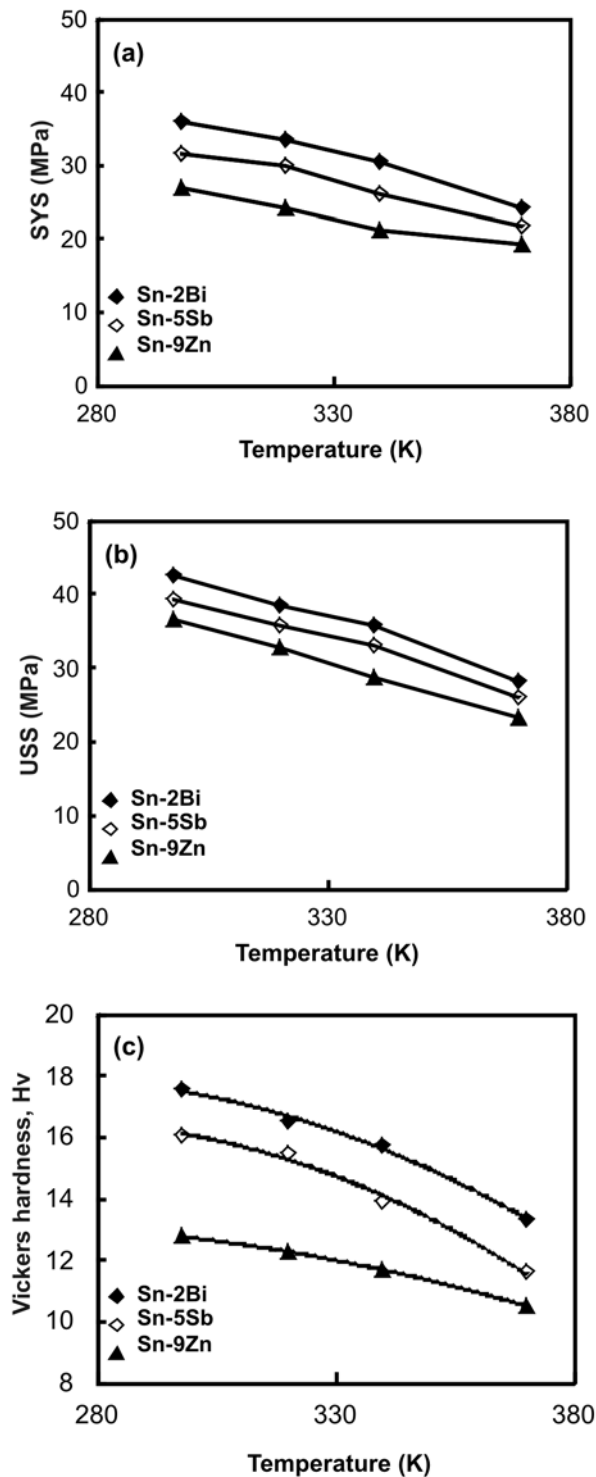 50
(a)
40
30
20
10
0
SYS (MPa)
Sn-2Bi
Sn-5Sb
Sn-9Zn
280 330 380
Temperature (K)
50
(b)
40
30
20
10
0
USS (MPa)
Sn-2Bi
Sn-5Sb
Sn-9Zn
280 330 380
Temperature (K)
20
(c)
18
16
14
12
10
8
Vickers hardness, Hv
Sn-2Bi
Sn-5Sb
Sn-9Zn
280 330 380
Temperature (K)